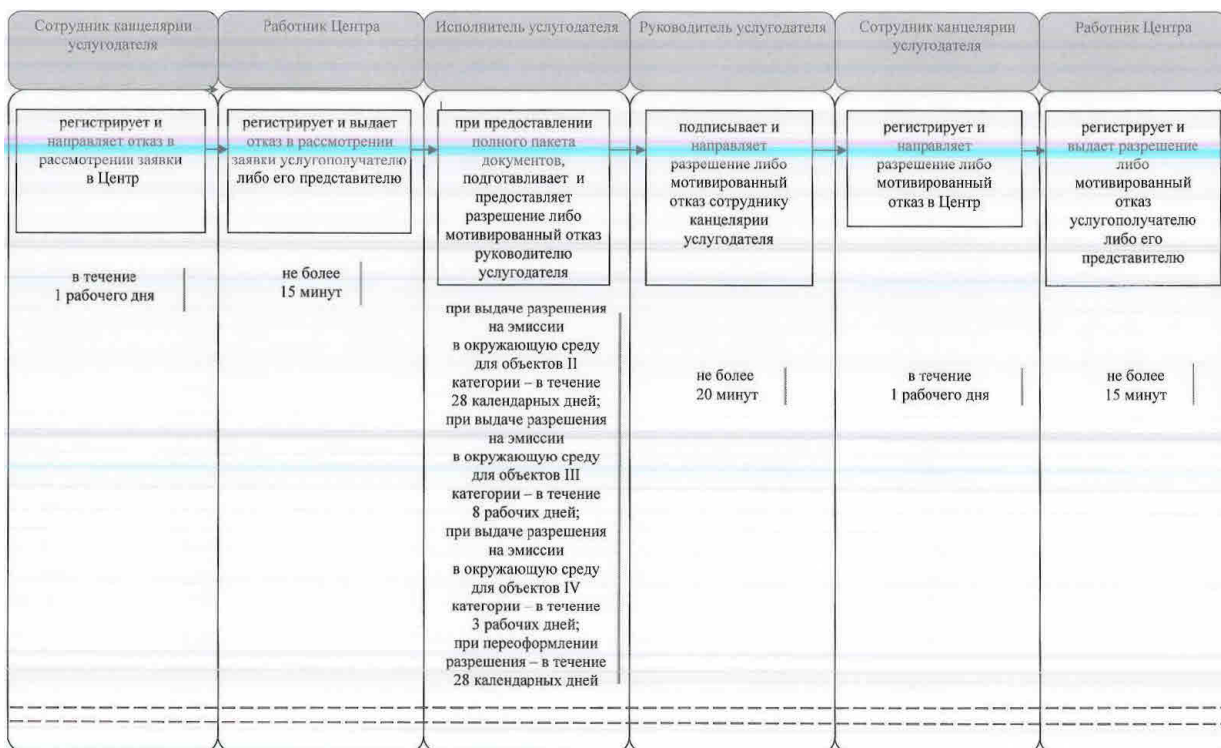 Сотрудник канцелярии
услугодателя
Работник Центра
Исполнитель услугодателя
Руководитель услугодателя
Сотрудник канцелярии
услугодателя
Работник Центра
регистрирует и
направляет отказ в
рассмотрении заявки
в Центр
в течение
1 рабочего дня
регистрирует и выдает
отказ в рассмотрении
заявки услугополучателю
либо его представителю
не более
15 минут
при предоставлении
полного пакета
документов,
подготавливает и
предоставляет
разрешение либо
мотивированный отказ
руководителю
услугодателя
при выдаче разрешения
на эмиссии
в окружающую среду
для объектов II
категории – в течение
28 календарных дней;
при выдаче разрешения
на эмиссии
в окружающую среду
для объектов III
категории – в течение
8 рабочих дней;
при выдаче разрешения
на эмиссии
в окружающую среду
для объектов IV
категории – в течение
3 рабочих дней;
при переоформлении
разрешения – в течение
28 календарных дней
подписывает и
направляет
разрешение либо
мотивированный
отказ сотруднику
канцелярии
услугодателя
не более
20 минут
регистрирует и
направляет
разрешение либо
мотивированный
отказ в Центр
в течение
1 рабочего дня
регистрирует и
выдает разрешение
либо
мотивированный
отказ
услугополучателю
либо его
представителю
не более
15 минут